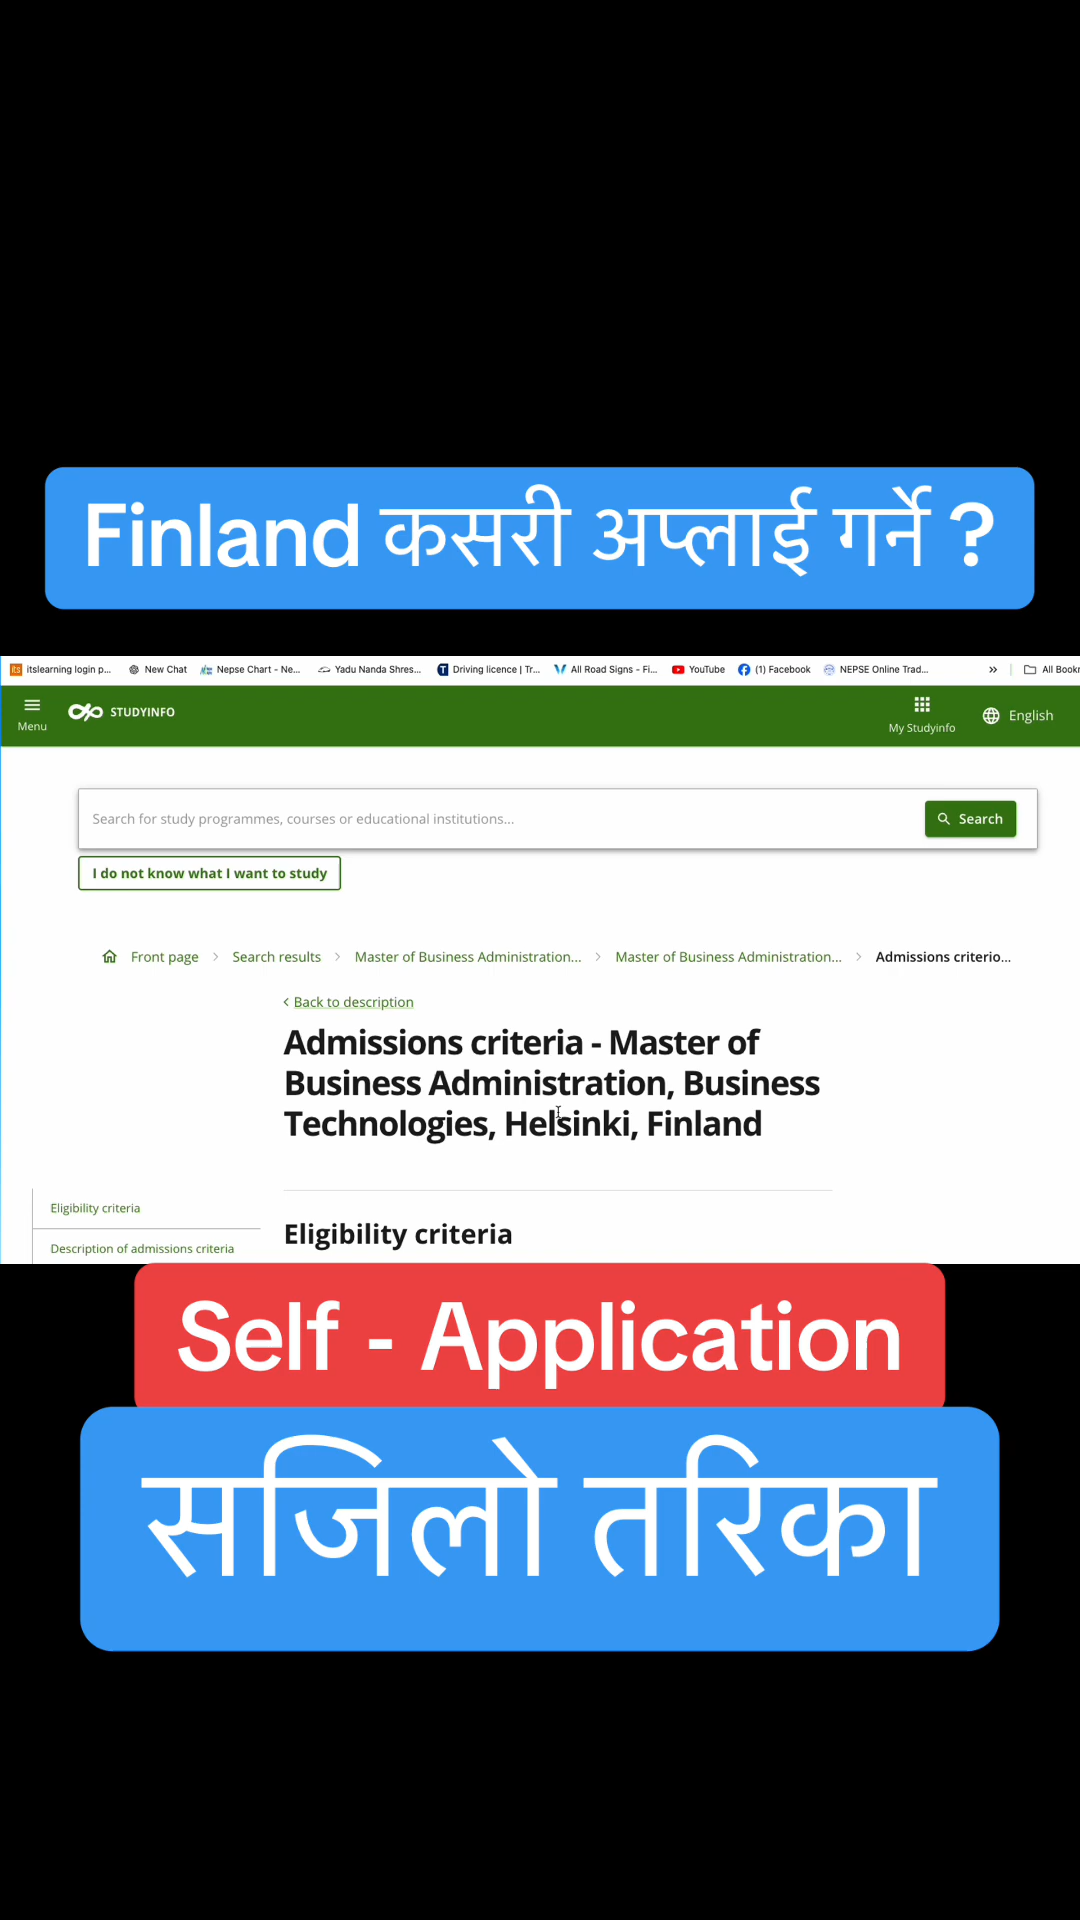 Finland कसरी अप्लाई गर्ने ?
itslearning login p... New Chat Nepse Chart - Ne... Yadu Nanda Shres... Driving licence | Tr... All Road Signs - Fi... YouTube (1) Facebook NEPSE Online Trad... » All Bookr
Menu STUDYINFO My Studyinfo English
Search for study programmes, courses or educational institutions... Search
I do not know what I want to study
Front page > Search results > Master of Business Administration... > Master of Business Administration... > Admissions criterio...
< Back to description
Admissions criteria - Master of
Business Administration, Business
Technologies, Helsinki, Finland
Eligibility criteria
Description of admissions criteria
Eligibility criteria
Self - Application
सजिलो तरिका